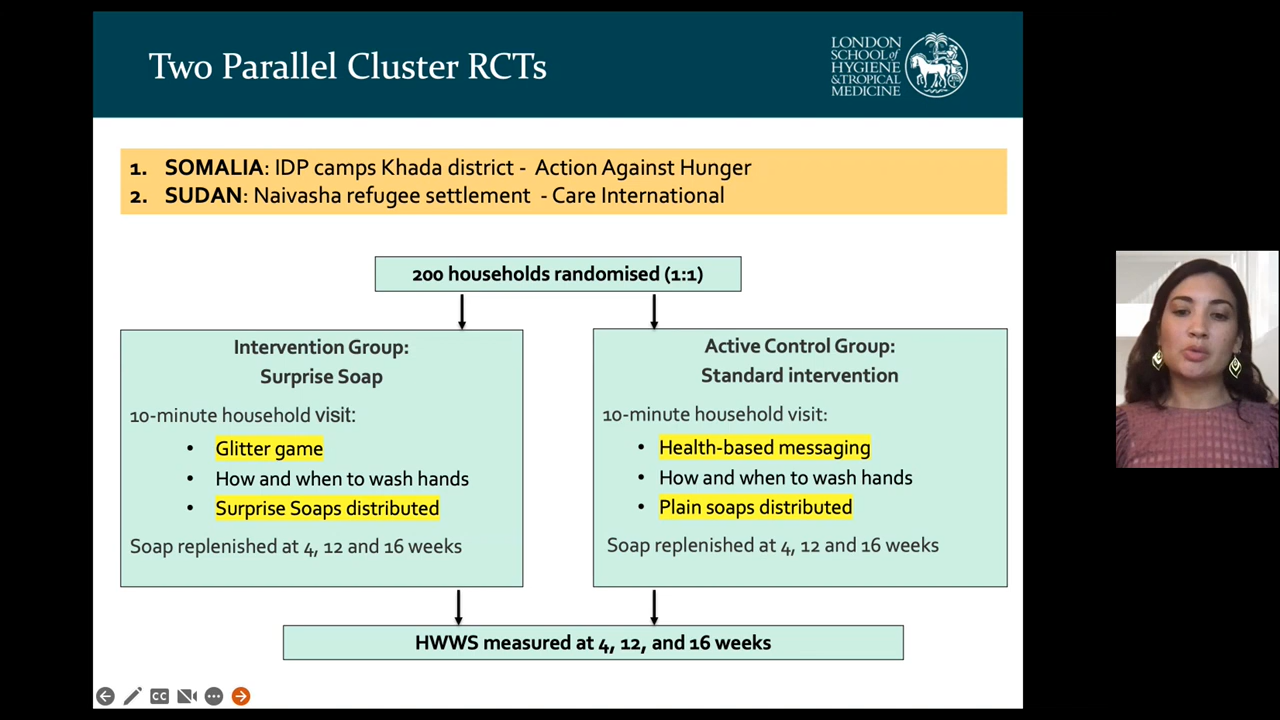 Two Parallel Cluster RCTs
LONDON
SCHOOL of
HYGIENE
& TROPICAL
MEDICINE
1. SOMALIA: IDP camps Khada district - Action Against Hunger
2. SUDAN: Naivasha refugee settlement - Care International
200 households randomised (1:1)
Intervention Group:
Surprise Soap
10-minute household visit:
• Glitter game
• How and when to wash hands
• Surprise Soaps distributed
Soap replenished at 4, 12 and 16 weeks
Active Control Group:
Standard intervention
10-minute household visit:
• Health-based messaging
• How and when to wash hands
• Plain soaps distributed
Soap replenished at 4, 12 and 16 weeks
HWWS measured at 4, 12, and 16 weeks
CC